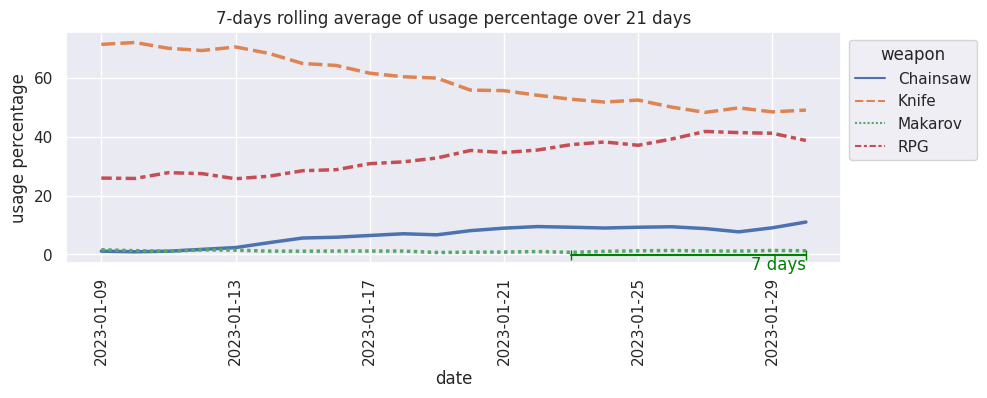 7-days rolling average of usage percentage over 21 days
usage percentage
60
40
20
0
7 days
2023-01-09
2023-01-13
2023-01-17
2023-01-21
2023-01-25
2023-01-29
date
weapon
Chainsaw
Knife
Makarov
RPG